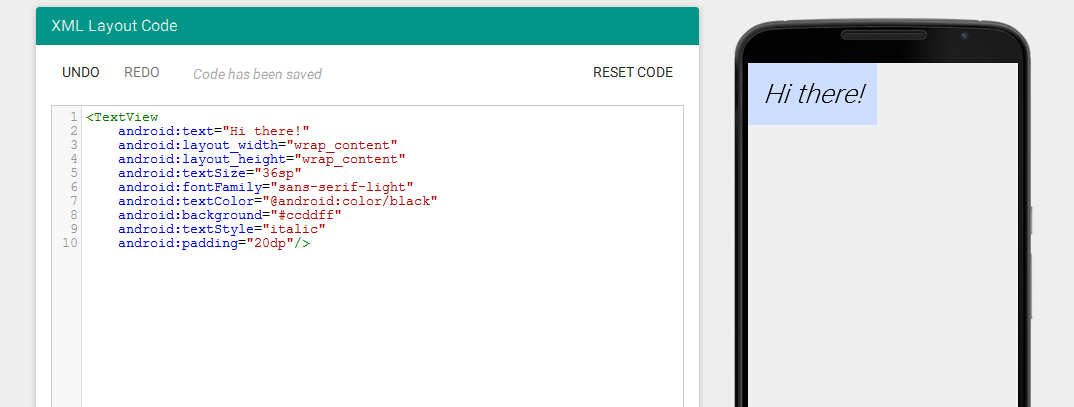 XML Layout Code
UNDO REDO Code has been saved RESET CODE
1 <TextView
2 android:text="Hi there!"
3 android:layout_width="wrap_content"
4 android:layout_height="wrap_content"
5 android:textSize="36sp"
6 android:fontFamily="sans-serif-light"
7 android:textColor="@android:color/black"
8 android:background="#ccddff"
9 android:textStyle="italic"
10 android:padding="20dp"/>
Hi there!